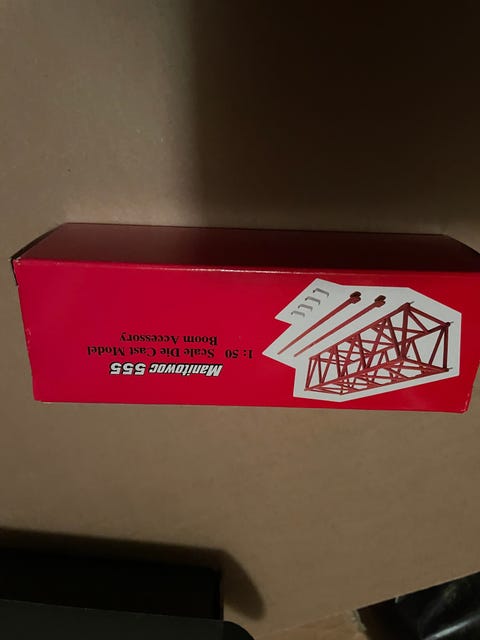 Manitowoc 555
1:50 Scale Die Cast Model
Boom Accessory